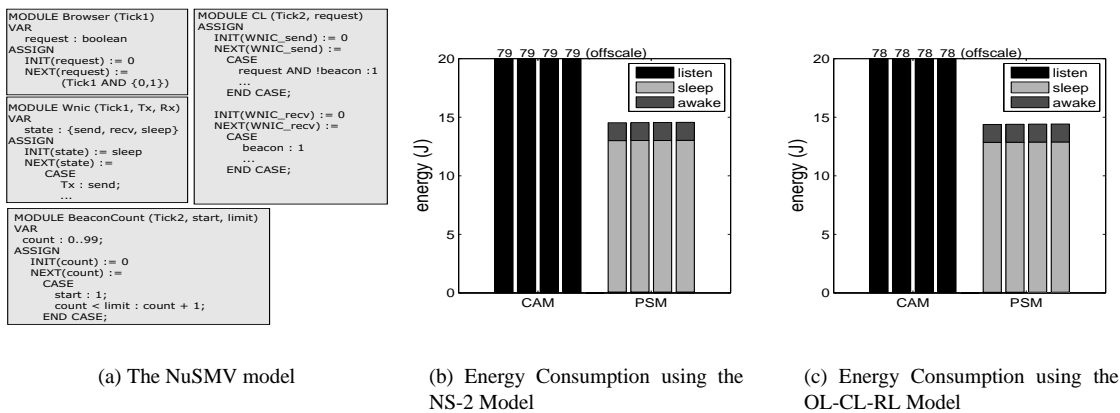 MODULE Browser (Tick1)
VAR
request : boolean
ASSIGN
INIT(request) := 0
NEXT(request) :=
(Tick1 AND {0,1})
MODULE Wnic (Tick1, Tx, Rx)
VAR
state : {send, recv, sleep}
ASSIGN
INIT(state) := sleep
NEXT(state) :=
CASE
Tx : send;
...
MODULE CL (Tick2, request)
ASSIGN
INIT(WNIC_send) := 0
NEXT(WNIC_send) :=
CASE
request AND !beacon :1
...
END CASE;
INIT(WNIC_recv) := 0
NEXT(WNIC_recv) :=
CASE
beacon : 1
...
END CASE;
MODULE BeaconCount (Tick2, start, limit)
VAR
count : 0..99;
ASSIGN
INIT(count) := 0
NEXT(count) :=
CASE
start : 1;
count < limit : count + 1;
END CASE;
(a) The NuSMV model
79 79 79 79 (offscale)
20
15
10
5
0
energy (J)
listen
sleep
awake
CAM
PSM
(b) Energy Consumption using the
NS-2 Model
78 78 78 78 (offscale)
20
15
10
5
0
energy (J)
listen
sleep
awake
CAM
PSM
(c) Energy Consumption using the
OL-CL-RL Model